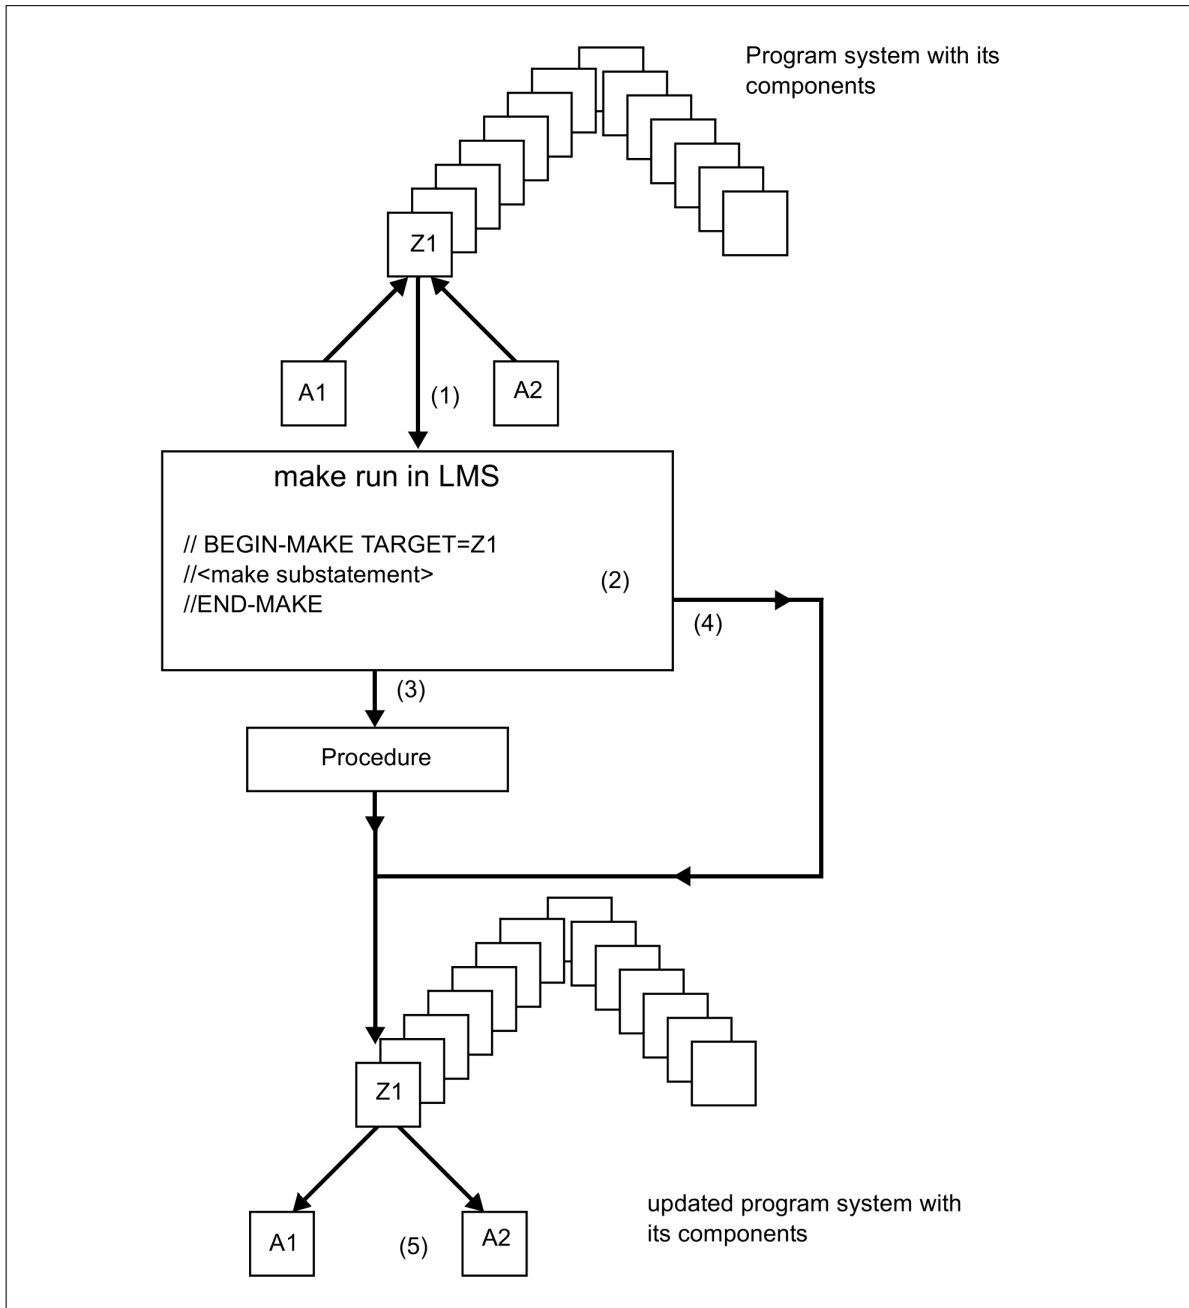 Program system with its
components
Z1
A1
(1)
A2
make run in LMS
// BEGIN-MAKE TARGET=Z1
//<make substatement>
(2)
//END-MAKE
(4)
(3)
Procedure
Z1
updated program system with
its components
A1
(5)
A2